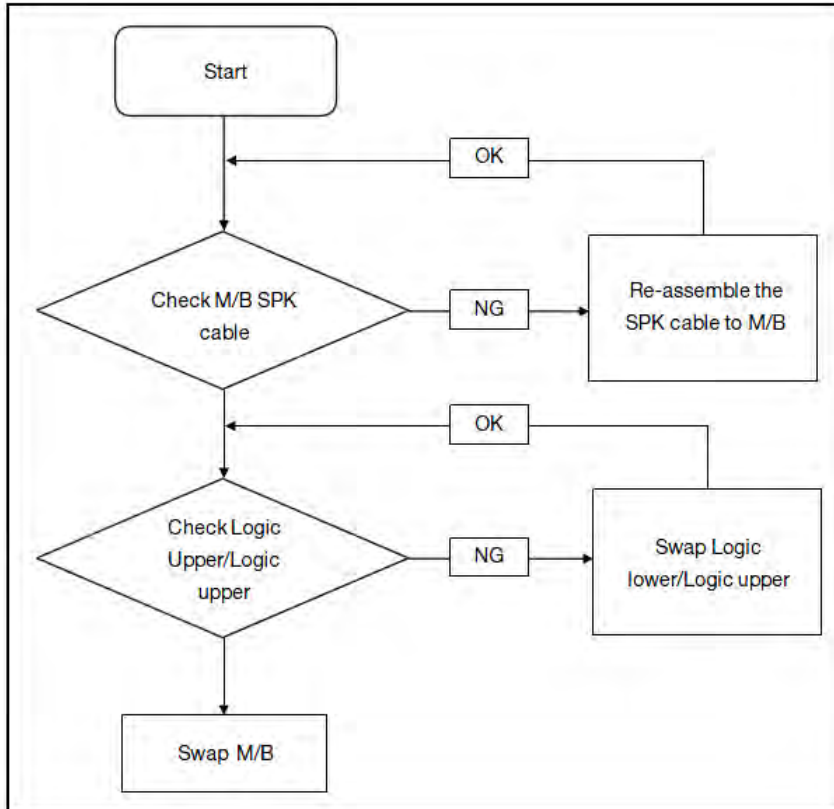 Start
OK
Check M/B SPK
cable
NG
Re-assemble the
SPK cable to M/B
OK
Check Logic
Upper/Logic
upper
NG
Swap Logic
lower/Logic upper
Swap M/B